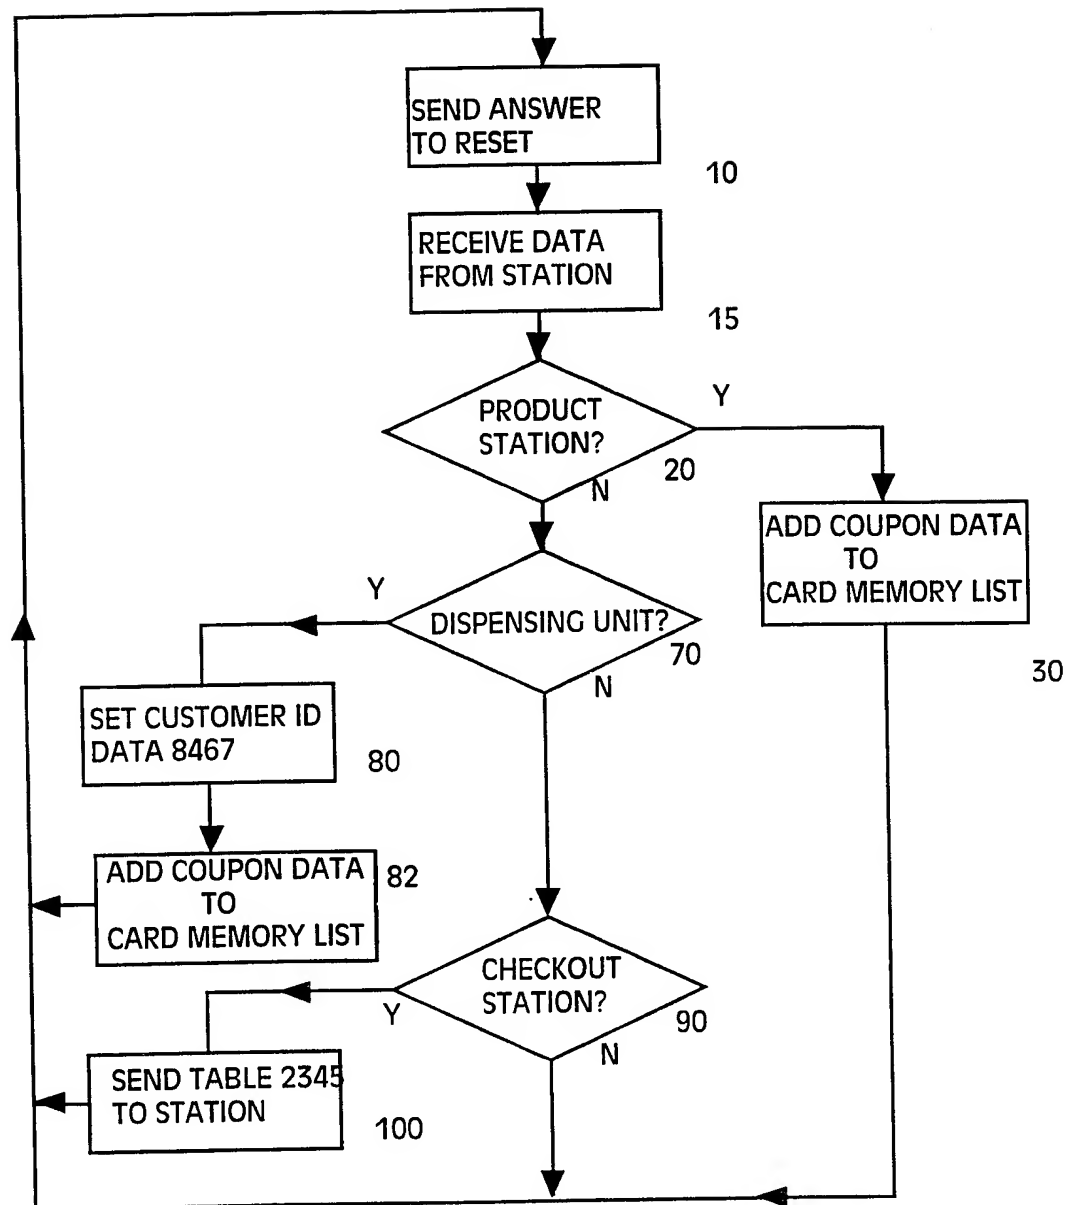 SEND ANSWER
TO RESET
10
RECEIVE DATA
FROM STATION
15
PRODUCT
STATION?
Y
20
N
ADD COUPON DATA
TO
CARD MEMORY LIST
30
Y
DISPENSING UNIT?
70
N
SET CUSTOMER ID
DATA 8467
80
ADD COUPON DATA
TO
CARD MEMORY LIST
82
CHECKOUT
STATION?
Y
90
N
SEND TABLE 2345
TO STATION
100